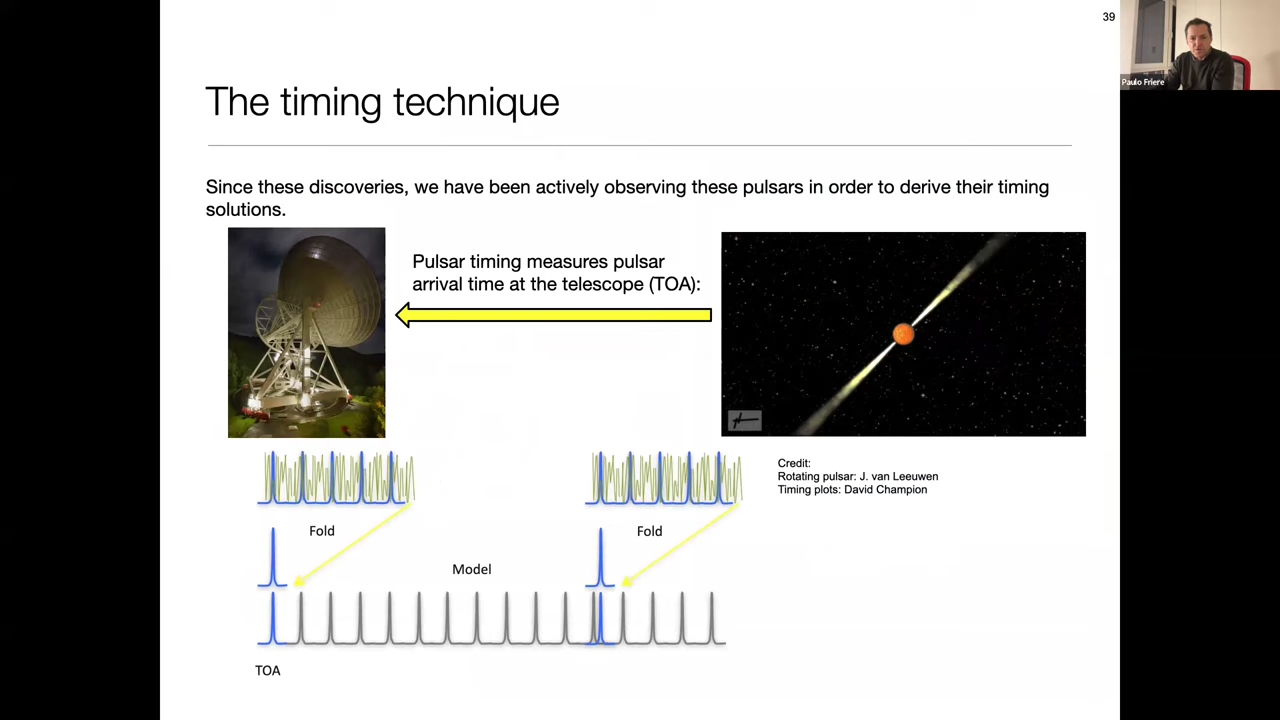 39
Paulo Friere
The timing technique
Since these discoveries, we have been actively observing these pulsars in order to derive their timing
solutions.
Pulsar timing measures pulsar
arrival time at the telescope (TOA):
Credit:
Rotating pulsar: J. van Leeuwen
Timing plots: David Champion
Fold
Fold
Model
TOA